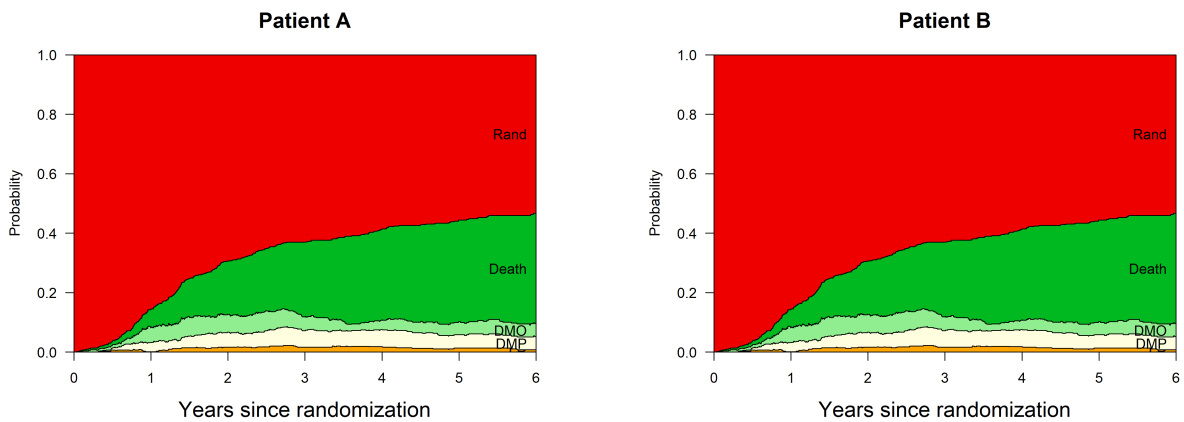 Patient A
1.0
0.8
0.6
0.4
0.2
0.0
Probability
Rand
Death
DMO
DMP
0 1 2 3 4 5 6
Years since randomization
Patient B
1.0
0.8
0.6
0.4
0.2
0.0
Probability
Rand
Death
DMO
DMP
0 1 2 3 4 5 6
Years since randomization